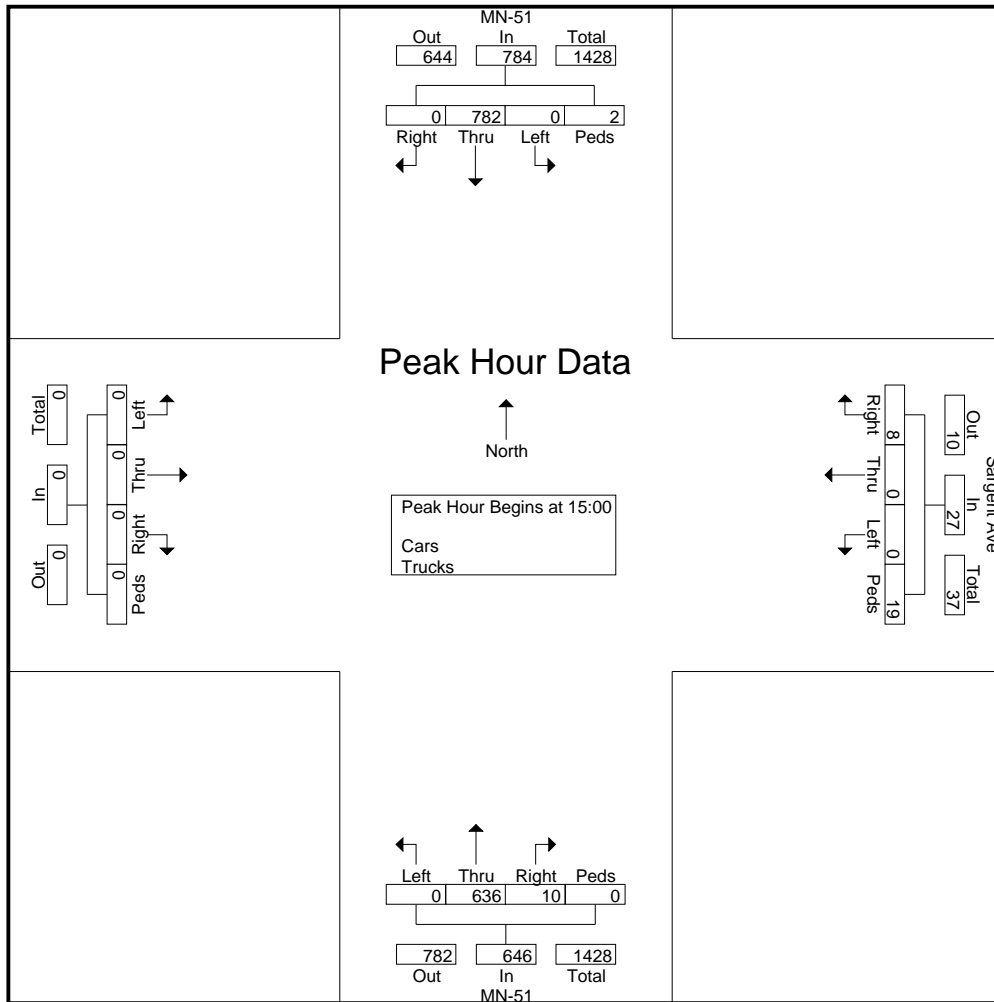 MN-51
Out In Total
644 784 1428
0 782 0 2
Right Thru Left Peds
Peak Hour Data
North
Peak Hour Begins at 15:00
Cars
Trucks
Left Thru Right Peds
0 0 0 0
Total In Out
0 0 0
Right Thru Left Peds
8 0 0 19
Out In Total
10 27 37
Sargent Ave
Left Thru Right Peds
0 636 10 0
782 646 1428
Out In Total
MN-51